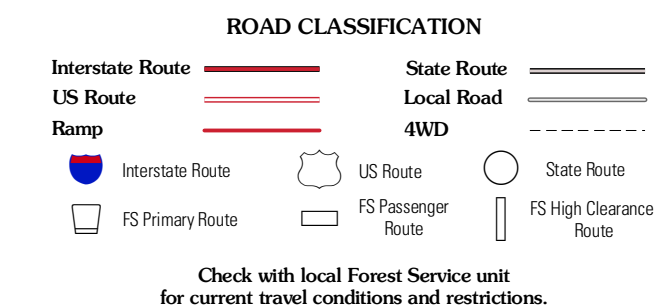 ROAD CLASSIFICATION
Interstate Route
State Route
US Route
Local Road
Ramp
4WD
Interstate Route
US Route
State Route
FS Primary Route
FS Passenger
Route
FS High Clearance
Route
Check with local Forest Service unit
for current travel conditions and restrictions.